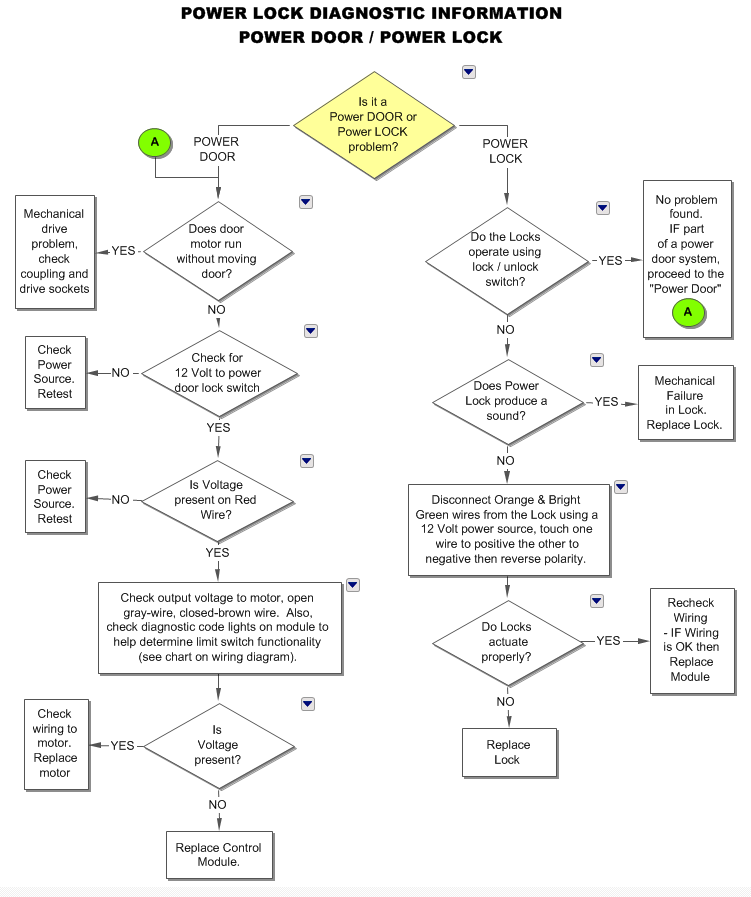 POWER LOCK DIAGNOSTIC INFORMATION
POWER DOOR / POWER LOCK
Is it a
Power DOOR or
Power LOCK
problem?
A
POWER
DOOR
POWER
LOCK
Does door
motor run
without moving
door?
YES
Mechanical
drive
problem,
check
coupling and
drive sockets
NO
Check for
12 Volt to power
door lock switch
NO
Check
Power
Source.
Retest
YES
Is Voltage
present on Red
Wire?
NO
Check
Power
Source.
Retest
YES
Check output voltage to motor, open
gray-wire, closed-brown wire. Also,
check diagnostic code lights on module to
help determine limit switch functionality
(see chart on wiring diagram).
Is
Voltage
present?
YES
Check
wiring to
motor.
Replace
motor
NO
Replace Control
Module.
Do the Locks
operate using
lock / unlock
switch?
YES
No problem
found.
IF part
of a power
door system,
proceed to the
"Power Door"
A
NO
Does Power
Lock produce a
sound?
YES
Mechanical
Failure
in Lock.
Replace Lock.
NO
Disconnect Orange & Bright
Green wires from the Lock using a
12 Volt power source, touch one
wire to positive the other to
negative then reverse polarity.
Do Locks
actuate
properly?
YES
Recheck
Wiring
- IF Wiring
is OK then
Replace
Module
NO
Replace
Lock